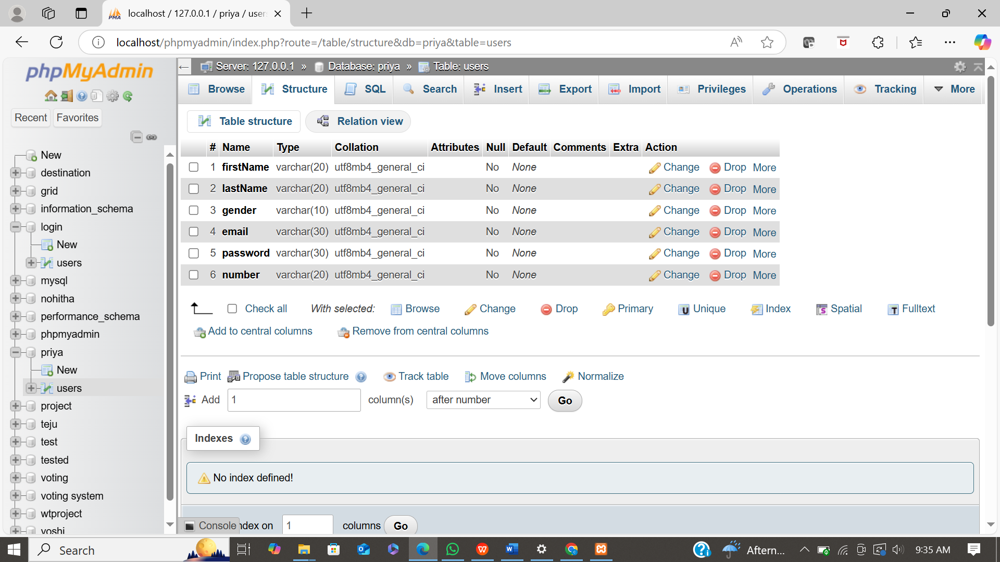 localhost / 127.0.0.1 / priya / user
localhost/phpmyadmin/index.php?route=/table/structure&db=priya&table=users
phpMyAdmin
Recent Favorites
New
destination
grid
information_schema
login
New
users
mysql
nohitha
performance_schema
phpmyadmin
priya
New
users
project
teju
test
tested
voting
voting system
wtproject
yoshi
Server: 127.0.0.1 » Database: priya » Table: users
Browse Structure SQL Search Insert Export Import Privileges Operations Tracking More
Table structure Relation view
# Name Type Collation Attributes Null Default Comments Extra Action
1 firstName varchar(20) utf8mb4_general_ci No None Change Drop More
2 lastName varchar(20) utf8mb4_general_ci No None Change Drop More
3 gender varchar(10) utf8mb4_general_ci No None Change Drop More
4 email varchar(30) utf8mb4_general_ci No None Change Drop More
5 password varchar(30) utf8mb4_general_ci No None Change Drop More
6 number varchar(20) utf8mb4_general_ci No None Change Drop More
Check all With selected: Browse Change Drop Primary Unique Index Spatial Fulltext
Add to central columns Remove from central columns
Print Propose table structure Track table Move columns Normalize
Add 1 column(s) after number Go
Indexes
No index defined!
Console ndex on 1 columns Go
Search Aftern... 9:35 AM